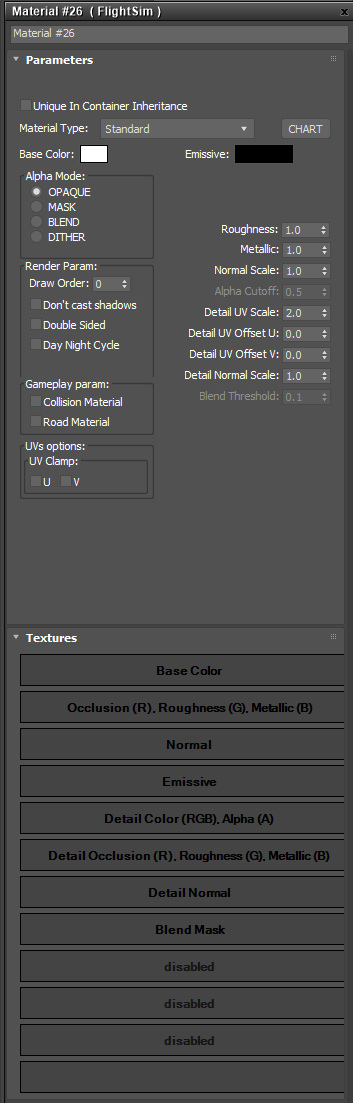 Material #26 ( FlightSim ) x
Material #26
Parameters
Unique In Container Inheritance
Material Type: Standard CHART
Base Color: Emissive:
Alpha Mode:
OPAQUE
MASK
BLEND
DITHER
Render Param:
Draw Order: 0
Don't cast shadows
Double Sided
Day Night Cycle
Gameplay param:
Collision Material
Road Material
UVs options:
UV Clamp:
U V
Roughness: 1.0
Metallic: 1.0
Normal Scale: 1.0
Alpha Cutoff: 0.5
Detail UV Scale: 2.0
Detail UV Offset U: 0.0
Detail UV Offset V: 0.0
Detail Normal Scale: 1.0
Blend Threshold: 0.1
Textures
Base Color
Occlusion (R), Roughness (G), Metallic (B)
Normal
Emissive
Detail Color (RGB), Alpha (A)
Detail Occlusion (R), Roughness (G), Metallic (B)
Detail Normal
Blend Mask
disabled
disabled
disabled